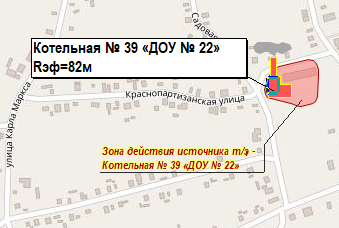 Садовая
Котельная № 39 «ДОУ № 22»
Rэф=82м
Краснопартизанская улица
улица Карла Маркса
Зона действия источника т/э -
Котельная № 39 «ДОУ № 22»